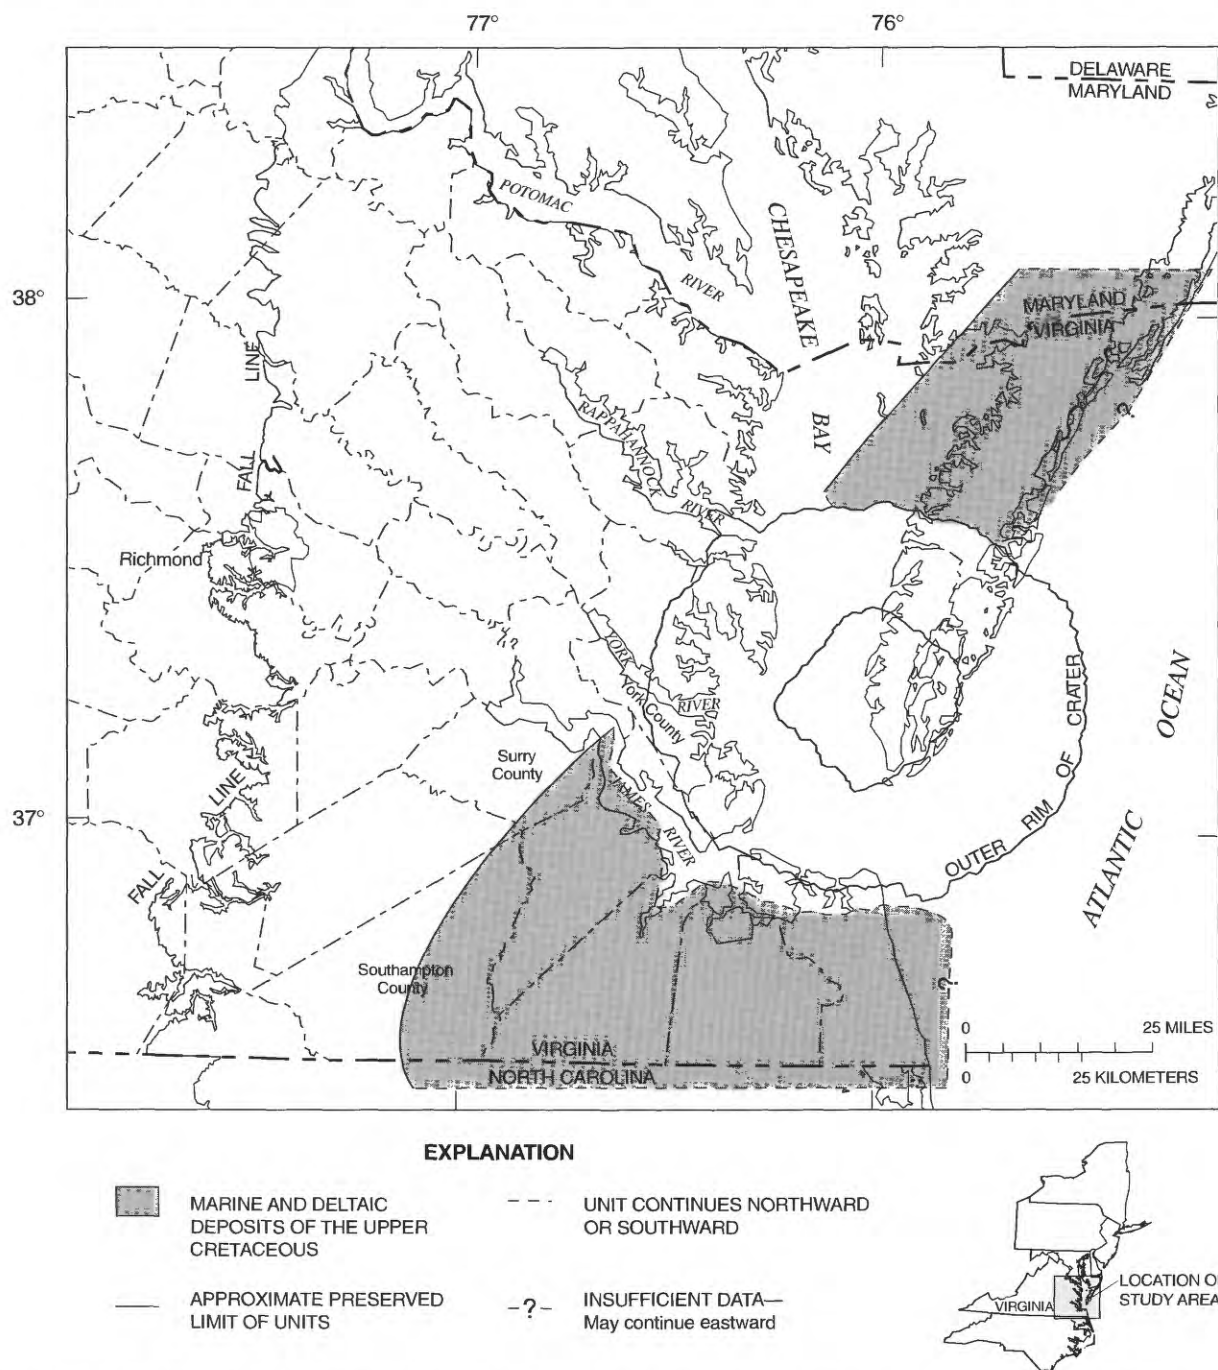 77°
76°
DELAWARE
MARYLAND
POTOMAC
RIVER
CHESAPEAKE
BAY
38°
MARYLAND
VIRGINIA
LINE
FALL
RAPPAHANNOCK
RIVER
?
Richmond
YORK
RIVER
York County
OUTER RIM OF CRATER
ATLANTIC
OCEAN
Surry
County
JAMES
RIVER
37°
LINE
FALL
Southampton
County
?
VIRGINIA
NORTH CAROLINA
0 25 MILES
0 25 KILOMETERS
EXPLANATION
MARINE AND DELTAIC
DEPOSITS OF THE UPPER
CRETACEOUS
UNIT CONTINUES NORTHWARD
OR SOUTHWARD
APPROXIMATE PRESERVED
LIMIT OF UNITS
-?- INSUFFICIENT DATA—
May continue eastward
VIRGINIA
LOCATION O
STUDY AREA